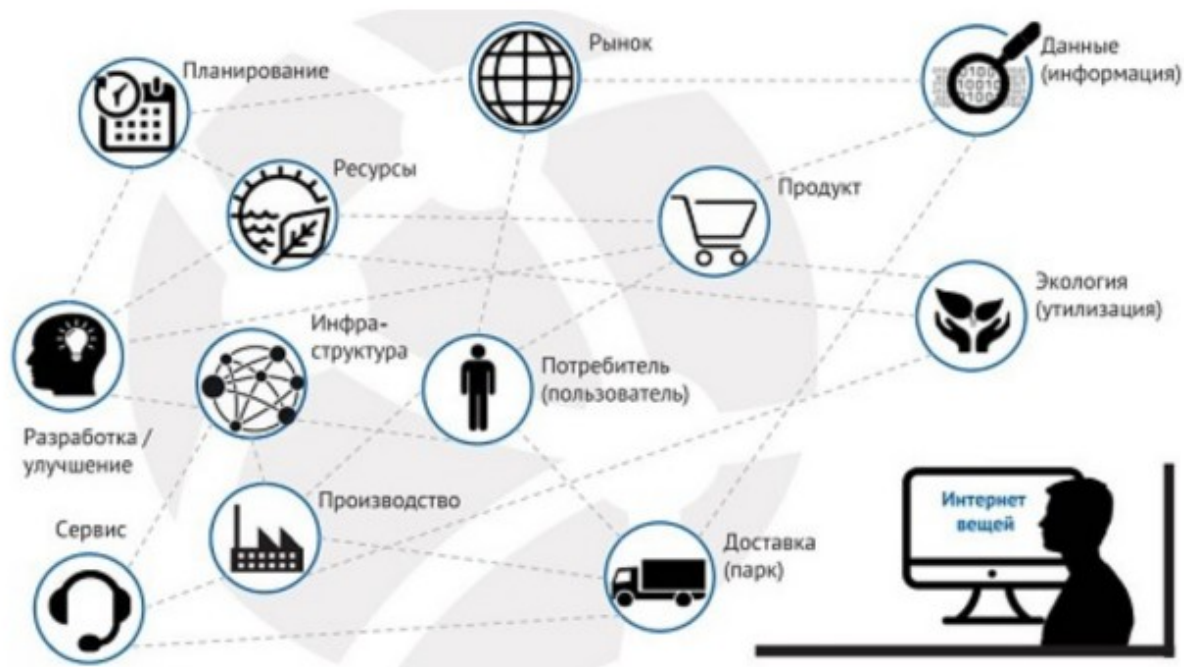 Планирование
Рынок
Данные
(информация)
Ресурсы
Продукт
Экология
(утилизация)
Инфра-
структура
Потребитель
(пользователь)
Разработка /
улучшение
Производство
Сервис
Доставка
(парк)
Интернет
вещей